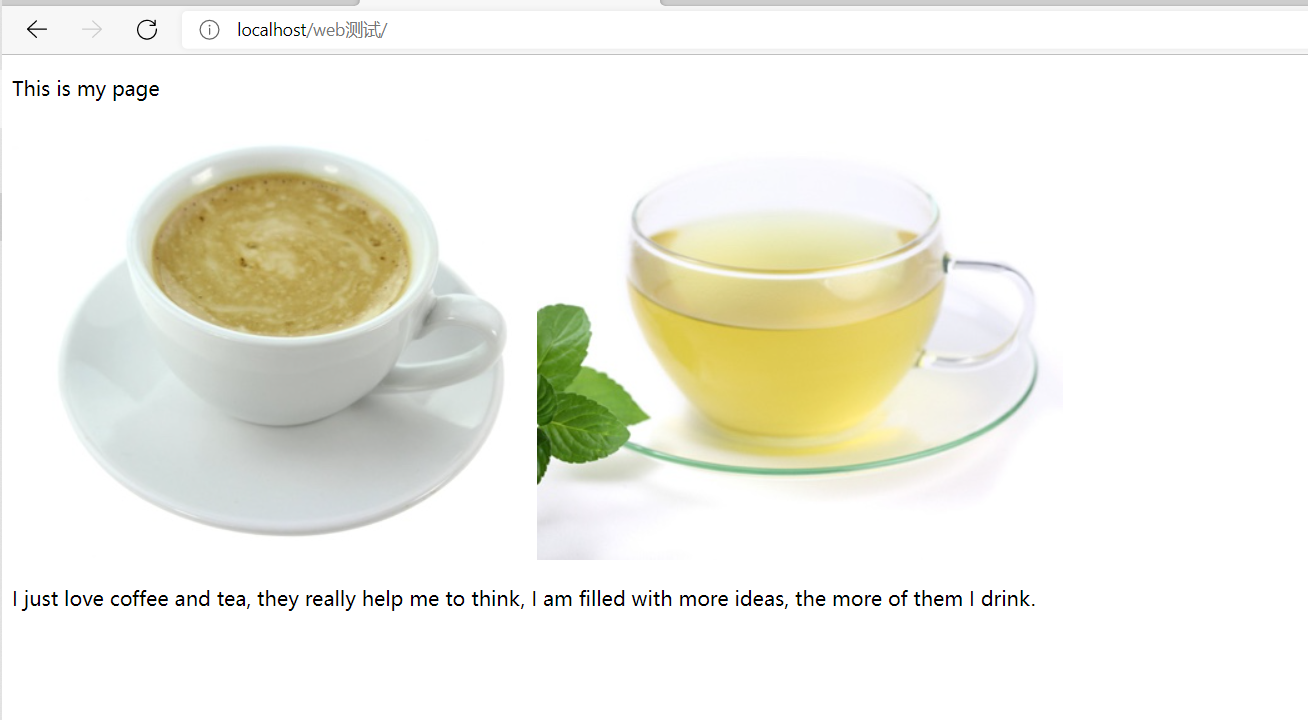 localhost/web测试/
This is my page
I just love coffee and tea, they really help me to think, I am filled with more ideas, the more of them I drink.